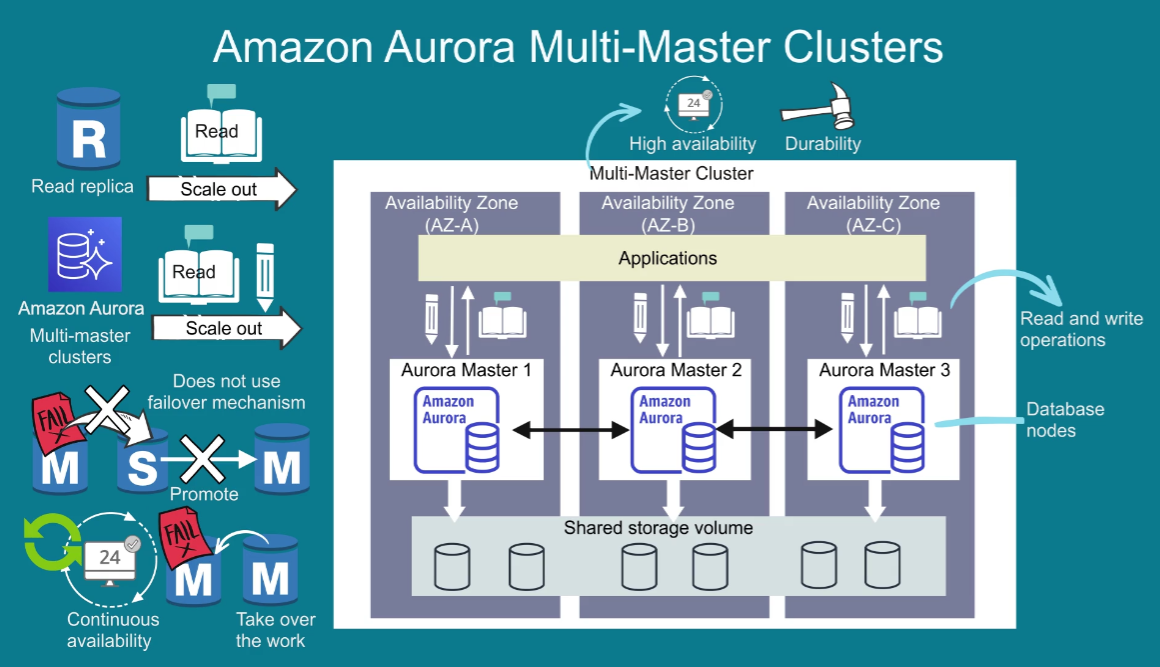 Amazon Aurora Multi-Master Clusters
R
Read
Read replica
Scale out
Read
Amazon Aurora
Multi-master
clusters
Scale out
Does not use
failover mechanism
FAIL
M
S
M
Promote
24
FAIL
M
M
Continuous
availability
Take over
the work
24
High availability
Durability
Multi-Master Cluster
Availability Zone
(AZ-A)
Availability Zone
(AZ-B)
Availability Zone
(AZ-C)
Applications
Read and write
operations
Aurora Master 1
Amazon
Aurora
Aurora Master 2
Amazon
Aurora
Aurora Master 3
Amazon
Aurora
Database
nodes
Shared storage volume